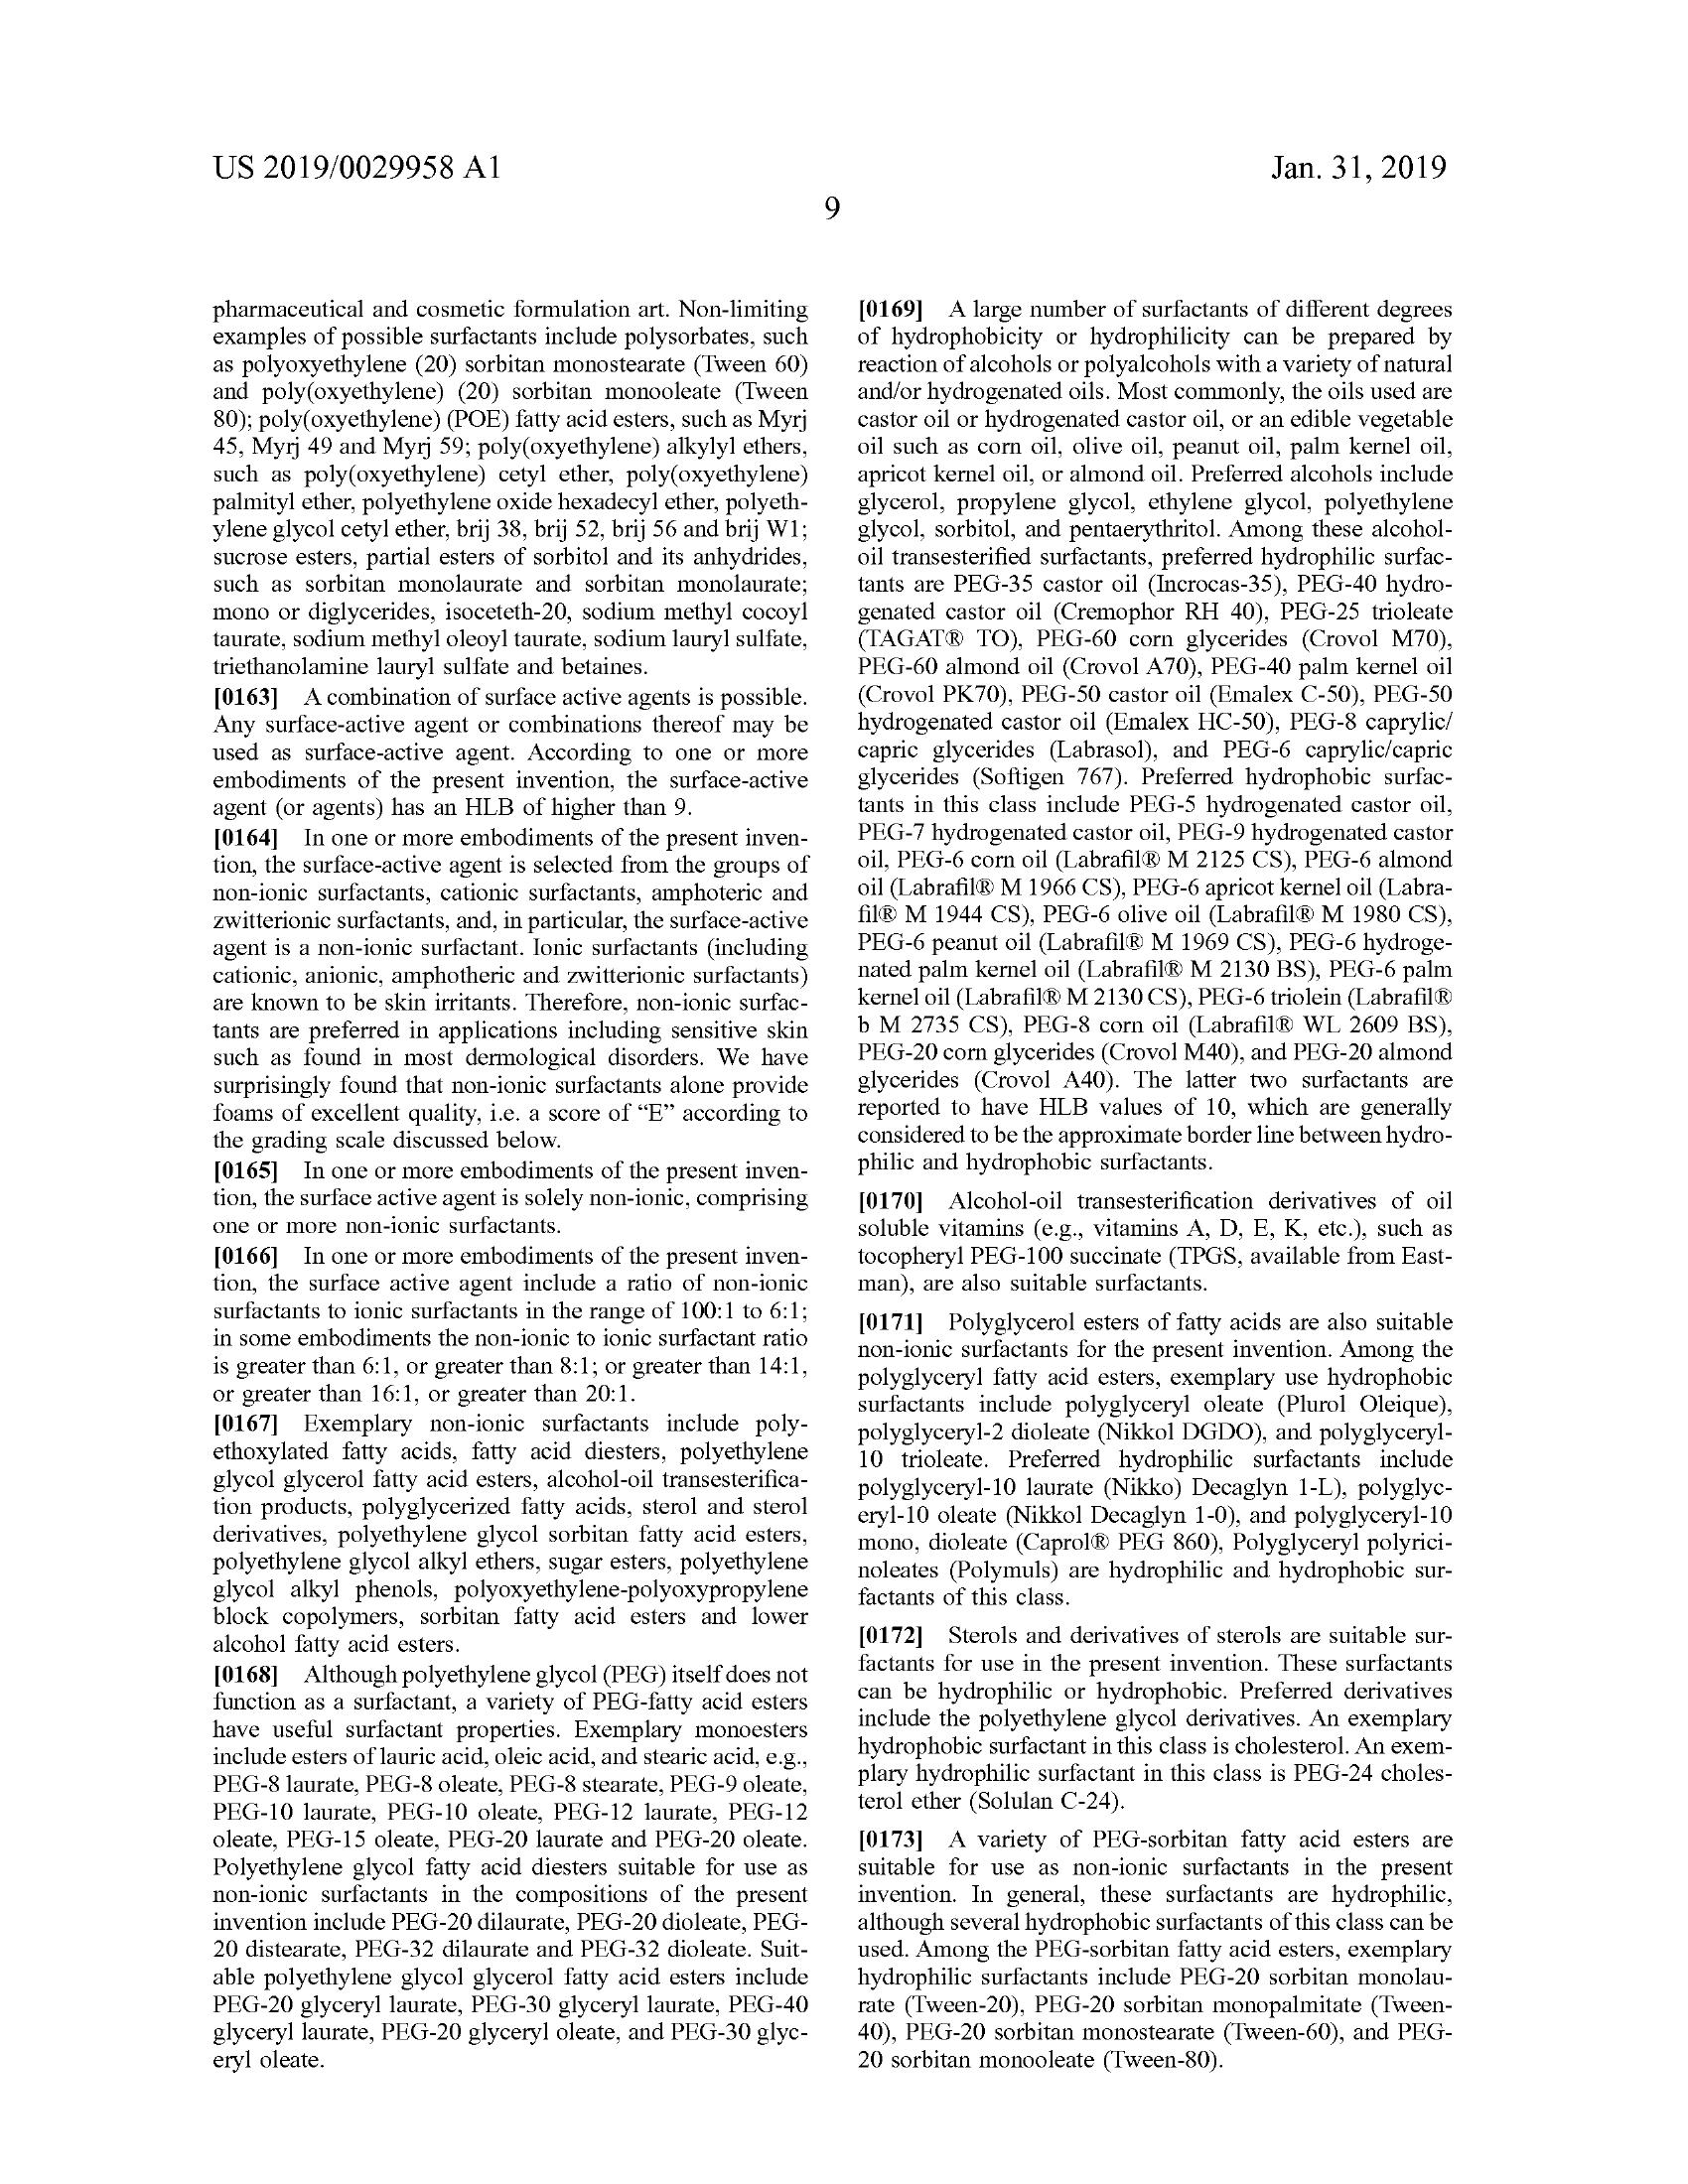 US 2019/0029958 A1
Jan. 31, 2019
9
pharmaceutical and cosmetic formulation art. Non-limiting
examples of possible surfactants include polysorbates, such
as polyoxyethylene (20) sorbitan monostearate (Tween 60)
and poly(oxyethylene) (20) sorbitan monooleate (Tween
80); poly(oxyethylene) (POE) fatty acid esters, such as Myrj
45, Myrj 49 and Myrj 59; poly(oxyethylene) alkylyl ethers,
such as poly(oxyethylene) cetyl ether, poly(oxyethylene)
palmityl ether, polyethylene oxide hexadecyl ether, polyeth-
ylene glycol cetyl ether, brij 38, brij 52, brij 56 and brij W1;
sucrose esters, partial esters of sorbitol and its anhydrides,
such as sorbitan monolaurate and sorbitan monolaurate;
mono or diglycerides, isoceteth-20, sodium methyl cocoyl
taurate, sodium methyl oleoyl taurate, sodium lauryl sulfate,
triethanolamine lauryl sulfate and betaines.
[0163] A combination of surface active agents is possible.
Any surface-active agent or combinations thereof may be
used as surface-active agent. According to one or more
embodiments of the present invention, the surface-active
agent (or agents) has an HLB of higher than 9.
[0164] In one or more embodiments of the present inven-
tion, the surface-active agent is selected from the groups of
non-ionic surfactants, cationic surfactants, amphoteric and
zwitterionic surfactants, and, in particular, the surface-active
agent is a non-ionic surfactant. Ionic surfactants (including
cationic, anionic, amphotheric and zwitterionic surfactants)
are known to be skin irritants. Therefore, non-ionic surfac-
tants are preferred in applications including sensitive skin
such as found in most dermological disorders. We have
surprisingly found that non-ionic surfactants alone provide
foams of excellent quality, i.e. a score of “E” according to
the grading scale discussed below.
[0165] In one or more embodiments of the present inven-
tion, the surface active agent is solely non-ionic, comprising
one or more non-ionic surfactants.
[0166] In one or more embodiments of the present inven-
tion, the surface active agent include a ratio of non-ionic
surfactants to ionic surfactants in the range of 100:1 to 6:1;
in some embodiments the non-ionic to ionic surfactant ratio
is greater than 6:1, or greater than 8:1; or greater than 14:1,
or greater than 16:1, or greater than 20:1.
[0167] Exemplary non-ionic surfactants include poly-
ethoxylated fatty acids, fatty acid diesters, polyethylene
glycol glycerol fatty acid esters, alcohol-oil transesterifica-
tion products, polyglycerized fatty acids, sterol and sterol
derivatives, polyethylene glycol sorbitan fatty acid esters,
polyethylene glycol alkyl ethers, sugar esters, polyethylene
glycol alkyl phenols, polyoxyethylene-polyoxypropylene
block copolymers, sorbitan fatty acid esters and lower
alcohol fatty acid esters.
[0168] Although polyethylene glycol (PEG) itself does not
function as a surfactant, a variety of PEG-fatty acid esters
have useful surfactant properties. Exemplary monoesters
include esters of lauric acid, oleic acid, and stearic acid, e.g.,
PEG-8 laurate, PEG-8 oleate, PEG-8 stearate, PEG-9 oleate,
PEG-10 laurate, PEG-10 oleate, PEG-12 laurate, PEG-12
oleate, PEG-15 oleate, PEG-20 laurate and PEG-20 oleate.
Polyethylene glycol fatty acid diesters suitable for use as
non-ionic surfactants in the compositions of the present
invention include PEG-20 dilaurate, PEG-20 dioleate, PEG-
20 distearate, PEG-32 dilaurate and PEG-32 dioleate. Suit-
able polyethylene glycol glycerol fatty acid esters include
PEG-20 glyceryl laurate, PEG-30 glyceryl laurate, PEG-40
glyceryl laurate, PEG-20 glyceryl oleate, and PEG-30 glyc-
eryl oleate.
[0169] A large number of surfactants of different degrees
of hydrophobicity or hydrophilicity can be prepared by
reaction of alcohols or polyalcohols with a variety of natural
and/or hydrogenated oils. Most commonly, the oils used are
castor oil or hydrogenated castor oil, or an edible vegetable
oil such as corn oil, olive oil, peanut oil, palm kernel oil,
apricot kernel oil, or almond oil. Preferred alcohols include
glycerol, propylene glycol, ethylene glycol, polyethylene
glycol, sorbitol, and pentaerythritol. Among these alcohol-
oil transesterified surfactants, preferred hydrophilic surfac-
tants are PEG-35 castor oil (Incrocas-35), PEG-40 hydro-
genated castor oil (Cremophor RH 40), PEG-25 trioleate
(TAGAT® TO), PEG-60 corn glycerides (Crovol M70),
PEG-60 almond oil (Crovol A70), PEG-40 palm kernel oil
(Crovol PK70), PEG-50 castor oil (Emalex C-50), PEG-50
hydrogenated castor oil (Emalex HC-50), PEG-8 caprylic/
capric glycerides (Labrasol), and PEG-6 caprylic/capric
glycerides (Softigen 767). Preferred hydrophobic surfac-
tants in this class include PEG-5 hydrogenated castor oil,
PEG-7 hydrogenated castor oil, PEG-9 hydrogenated castor
oil, PEG-6 corn oil (Labrafil® M 2125 CS), PEG-6 almond
oil (Labrafil® M 1966 CS), PEG-6 apricot kernel oil (Labra-
fil® M 1944 CS), PEG-6 olive oil (Labrafil® M 1980 CS),
PEG-6 peanut oil (Labrafil® M 1969 CS), PEG-6 hydroge-
nated palm kernel oil (Labrafil® M 2130 BS), PEG-6 palm
kernel oil (Labrafil® M 2130 CS), PEG-6 triolein (Labrafil®
b M 2735 CS), PEG-8 corn oil (Labrafil® WL 2609 BS),
PEG-20 corn glycerides (Crovol M40), and PEG-20 almond
glycerides (Crovol A40). The latter two surfactants are
reported to have HLB values of 10, which are generally
considered to be the approximate border line between hydro-
philic and hydrophobic surfactants.
[0170] Alcohol-oil transesterification derivatives of oil
soluble vitamins (e.g., vitamins A, D, E, K, etc.), such as
tocopheryl PEG-100 succinate (TPGS, available from East-
man), are also suitable surfactants.
[0171] Polyglycerol esters of fatty acids are also suitable
non-ionic surfactants for the present invention. Among the
polyglyceryl fatty acid esters, exemplary use hydrophobic
surfactants include polyglyceryl oleate (Plurol Oleique),
polyglyceryl-2 dioleate (Nikkol DGDO), and polyglyceryl-
10 trioleate. Preferred hydrophilic surfactants include
polyglyceryl-10 laurate (Nikko) Decaglyn 1-L), polyglyc-
eryl-10 oleate (Nikkol Decaglyn 1-0), and polyglyceryl-10
mono, dioleate (Caprol® PEG 860), Polyglyceryl polyrici-
noleates (Polymuls) are hydrophilic and hydrophobic sur-
factants of this class.
[0172] Sterols and derivatives of sterols are suitable sur-
factants for use in the present invention. These surfactants
can be hydrophilic or hydrophobic. Preferred derivatives
include the polyethylene glycol derivatives. An exemplary
hydrophobic surfactant in this class is cholesterol. An exem-
plary hydrophilic surfactant in this class is PEG-24 choles-
terol ether (Solulan C-24).
[0173] A variety of PEG-sorbitan fatty acid esters are
suitable for use as non-ionic surfactants in the present
invention. In general, these surfactants are hydrophilic,
although several hydrophobic surfactants of this class can be
used. Among the PEG-sorbitan fatty acid esters, exemplary
hydrophilic surfactants include PEG-20 sorbitan monolau-
rate (Tween-20), PEG-20 sorbitan monopalmitate (Tween-
40), PEG-20 sorbitan monostearate (Tween-60), and PEG-
20 sorbitan monooleate (Tween-80).